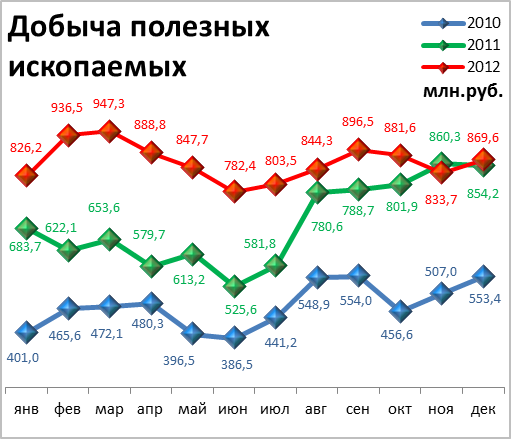 Добыча полезных
ископаемых
2010
2011
2012
млн.руб.
826,2 936,5 947,3 888,8 847,7 782,4 803,5 844,3 896,5 881,6 833,7 869,6
683,7 622,1 653,6 579,7 613,2 525,6 581,8 780,6 788,7 801,9 860,3 854,2
401,0 465,6 472,1 480,3 396,5 386,5 441,2 548,9 554,0 456,6 507,0 553,4
янв фев мар апр май июн июл авг сен окт ноя дек